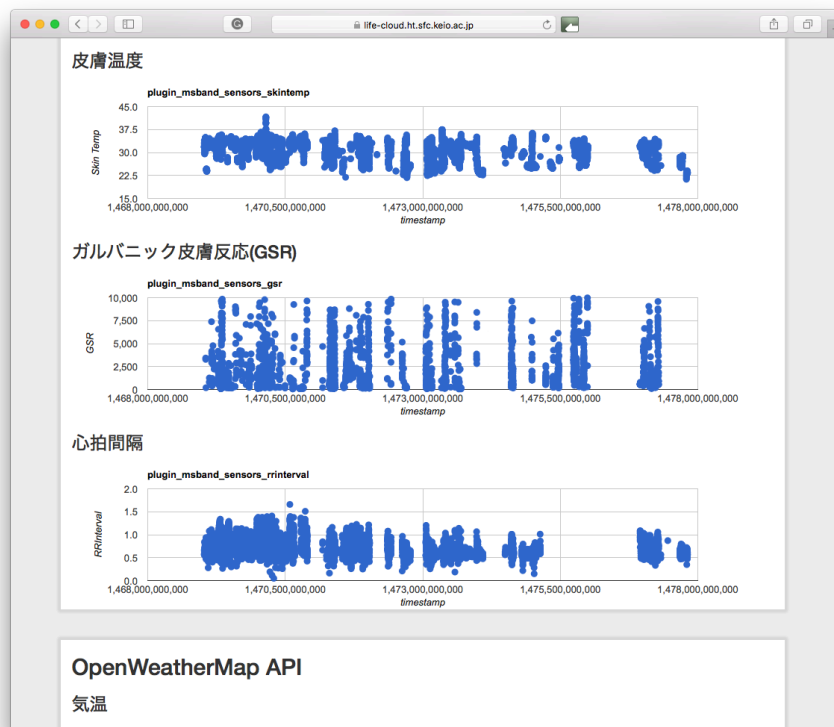 life-cloud.ht.sfc.keio.ac.jp
皮膚温度
plugin_msband_sensors_skintemp
45.0
37.5
30.0
22.5
15.0
Skin Temp
1,468,000,000,000 1,470,500,000,000 1,473,000,000,000 1,475,500,000,000 1,478,000,000,000
timestamp
ガルバニック皮膚反応(GSR)
plugin_msband_sensors_gsr
10,000
7,500
5,000
2,500
0
GSR
1,468,000,000,000 1,470,500,000,000 1,473,000,000,000 1,475,500,000,000 1,478,000,000,000
timestamp
心拍間隔
plugin_msband_sensors_rrinterval
2.0
1.5
1.0
0.5
0.0
RRInterval
1,468,000,000,000 1,470,500,000,000 1,473,000,000,000 1,475,500,000,000 1,478,000,000,000
timestamp
OpenWeatherMap API
気温